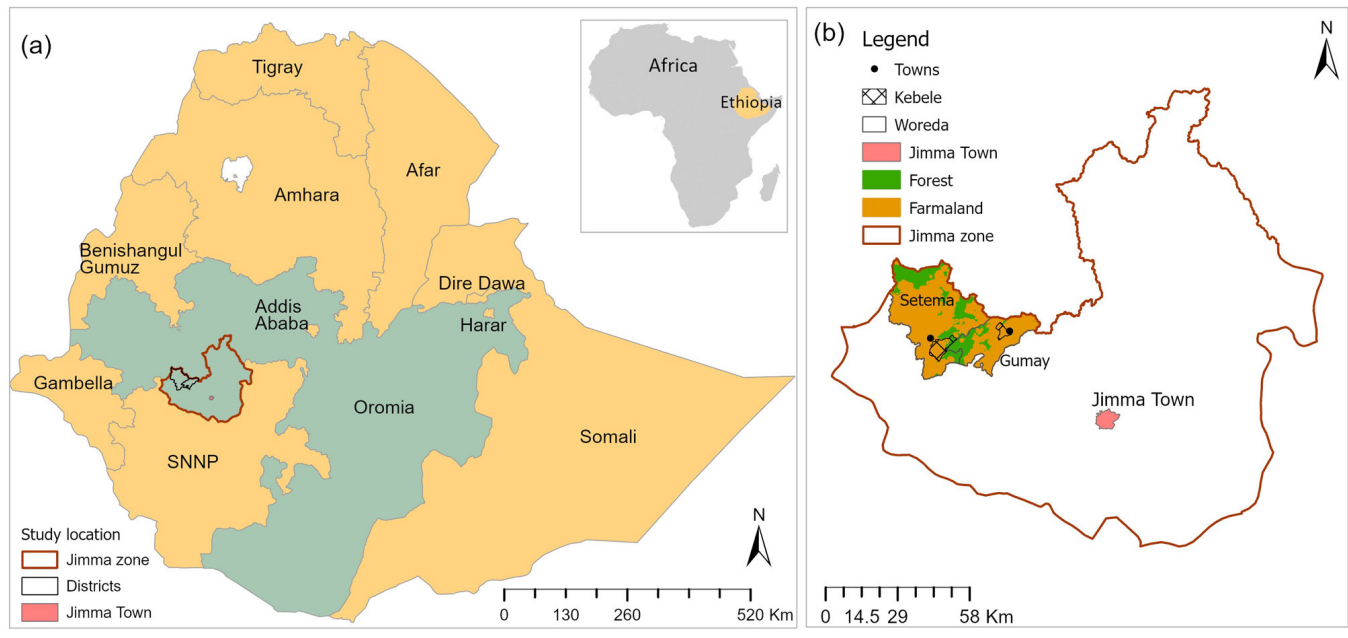 (a)
Tigray
Afar
Amhara
Benishangul
Gumuz
Dire Dawa
Addis
Ababa
Harar
Gambella
Oromia
Somali
SNNP
Africa
Ethiopia
Study location
Jimma zone
Districts
Jimma Town
N
0 130 260 520 Km
(b)
Legend
Towns
Kebele
Woreda
Jimma Town
Forest
Farmaland
Jimma zone
N
Setema
Gumay
Jimma Town
0 14.5 29 58 Km